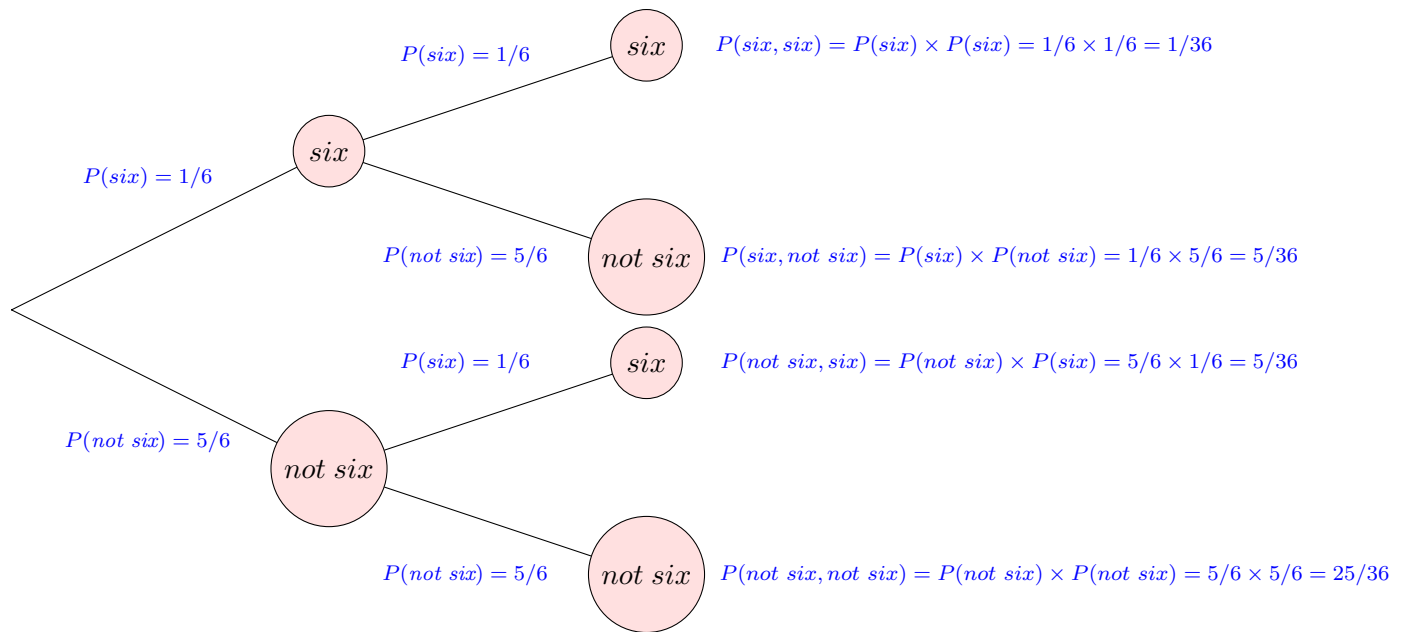 P(six) = 1/6
six
P(six, six) = P(six) × P(six) = 1/6 × 1/6 = 1/36
six
P(six) = 1/6
P(not six) = 5/6
not six
P(six, not six) = P(six) × P(not six) = 1/6 × 5/6 = 5/36
P(six) = 1/6
six
P(not six, six) = P(not six) × P(six) = 5/6 × 1/6 = 5/36
P(not six) = 5/6
not six
P(not six) = 5/6
not six
P(not six, not six) = P(not six) × P(not six) = 5/6 × 5/6 = 25/36